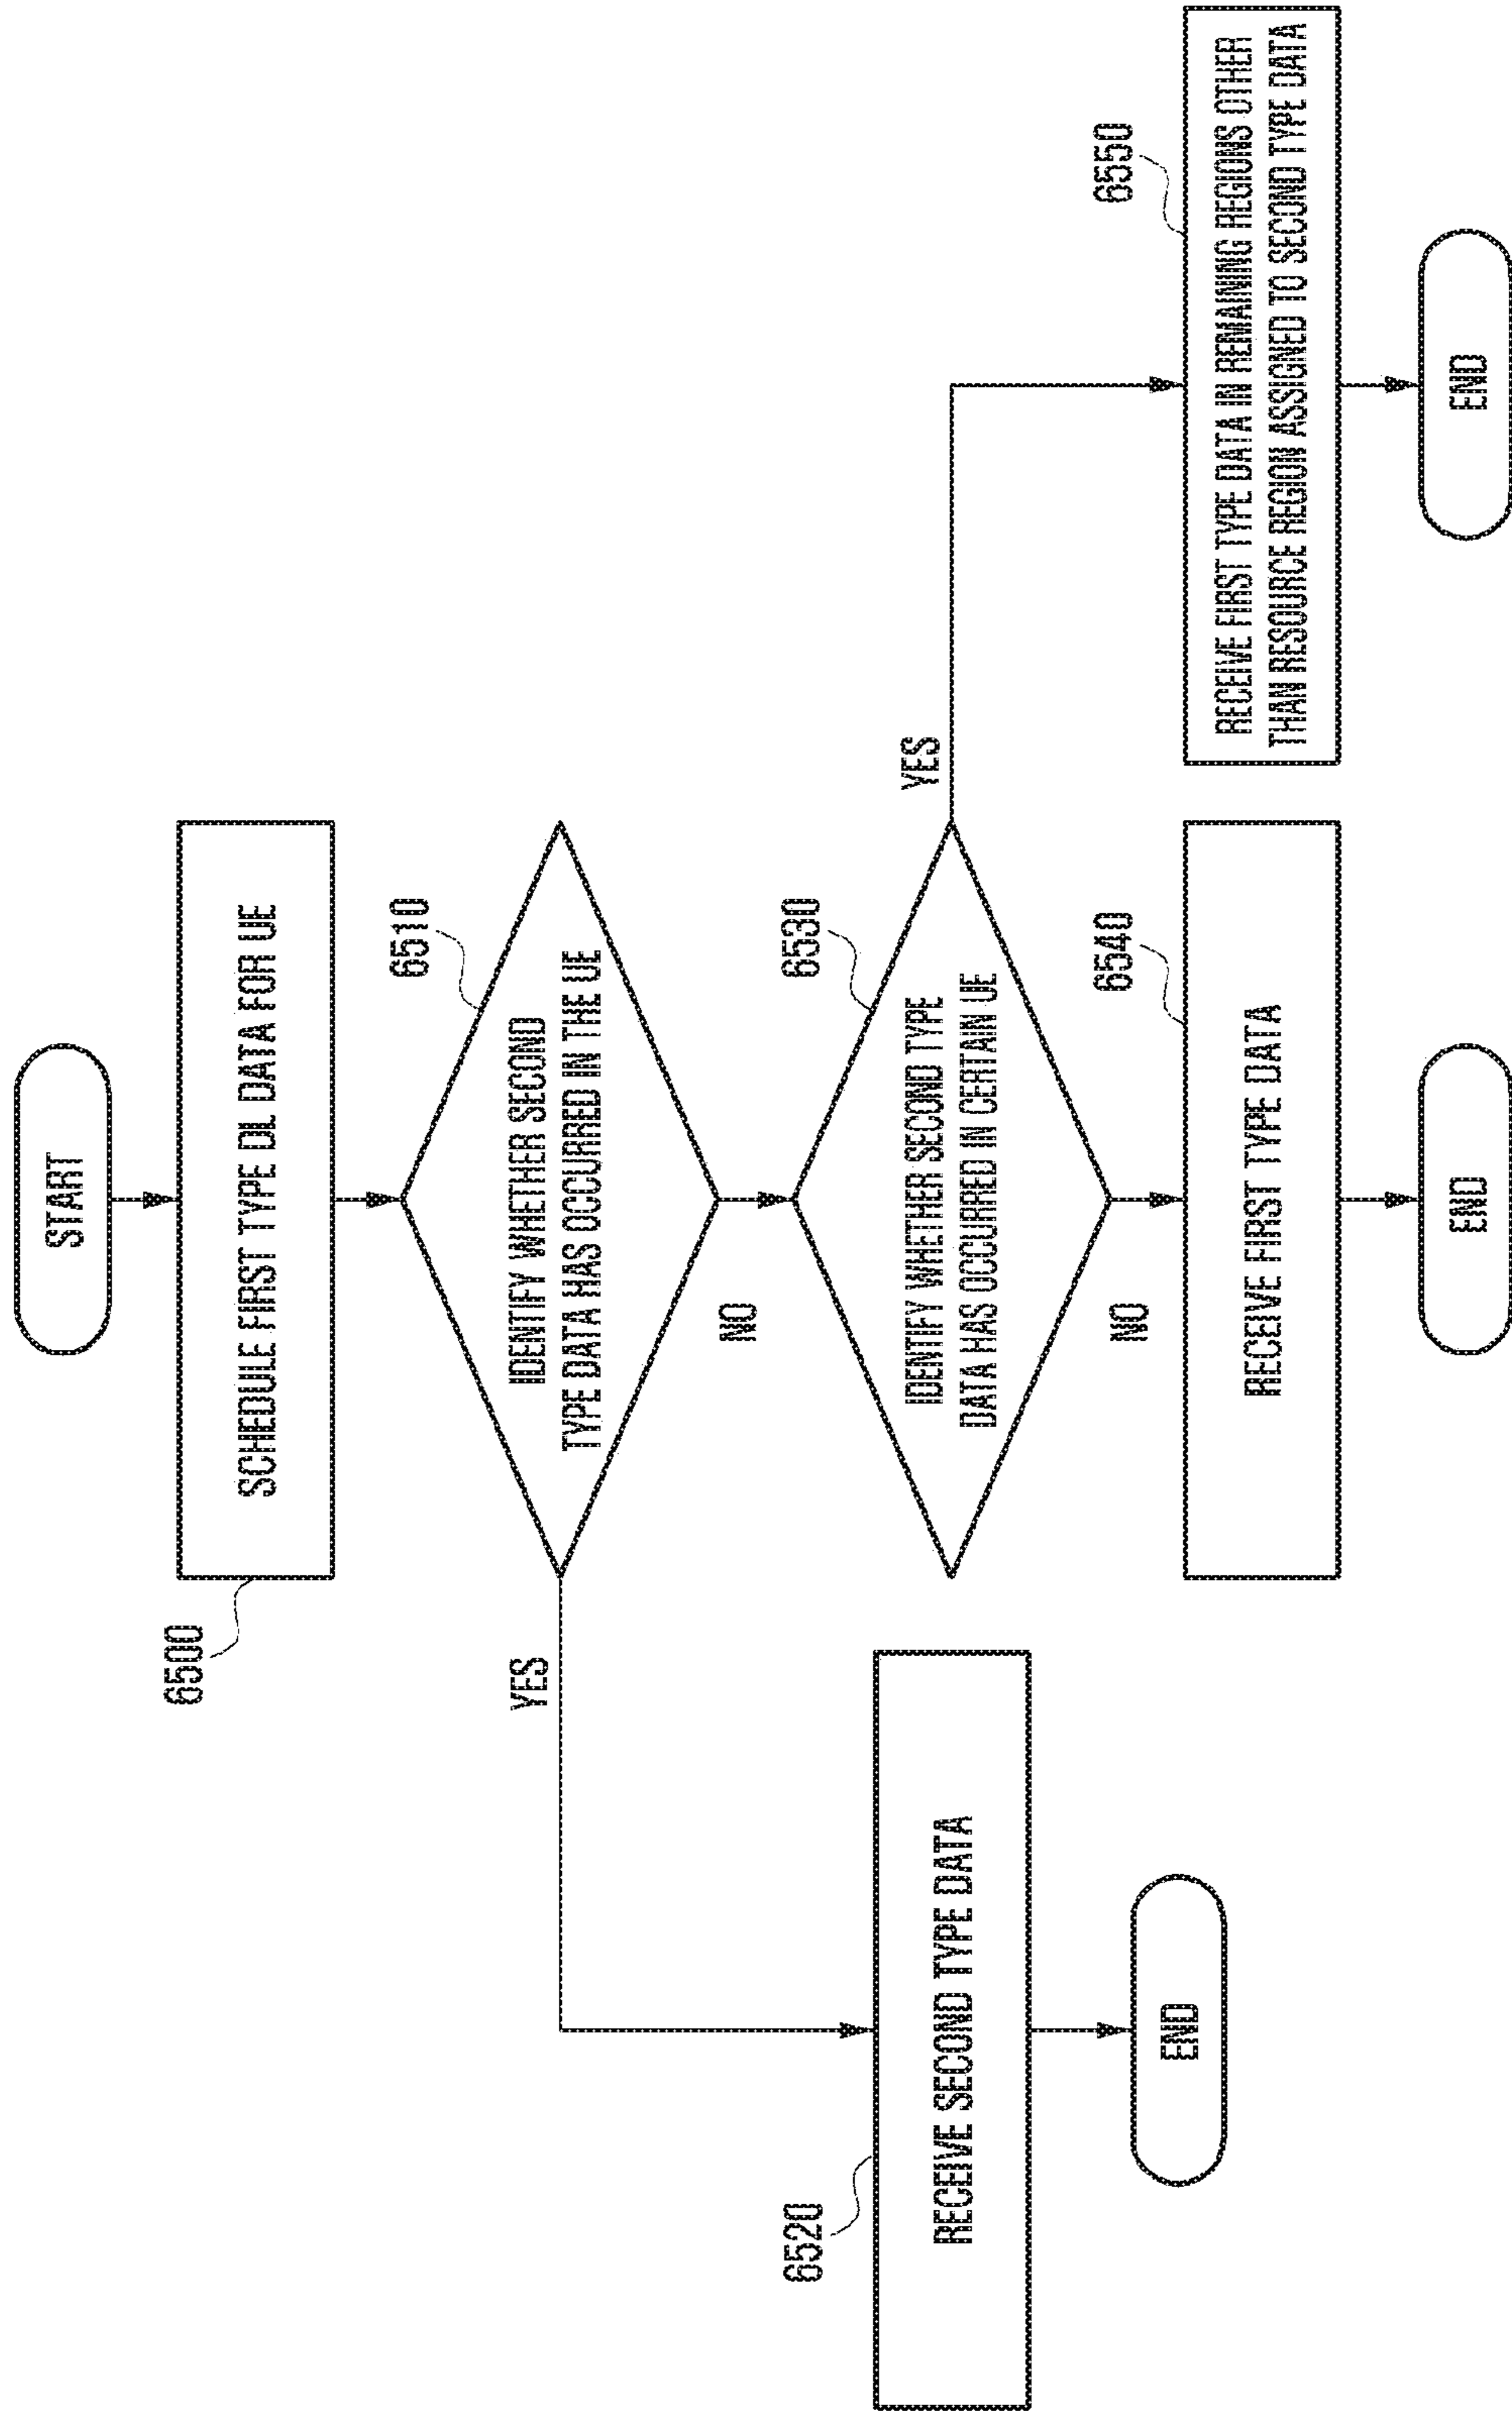 START
6500
SCHEDULE FIRST TYPE DL DATA FOR UE
6510
IDENTIFY WHETHER SECOND
TYPE DATA HAS OCCURRED IN THE UE
YES
NO
6520
RECEIVE SECOND TYPE DATA
END
6530
IDENTIFY WHETHER SECOND TYPE
DATA HAS OCCURRED IN CERTAIN UE
YES
NO
6540
RECEIVE FIRST TYPE DATA
END
6550
RECEIVE FIRST TYPE DATA IN REMAINING REGIONS OTHER
THAN RESOURCE REGION ASSIGNED TO SECOND TYPE DATA
END